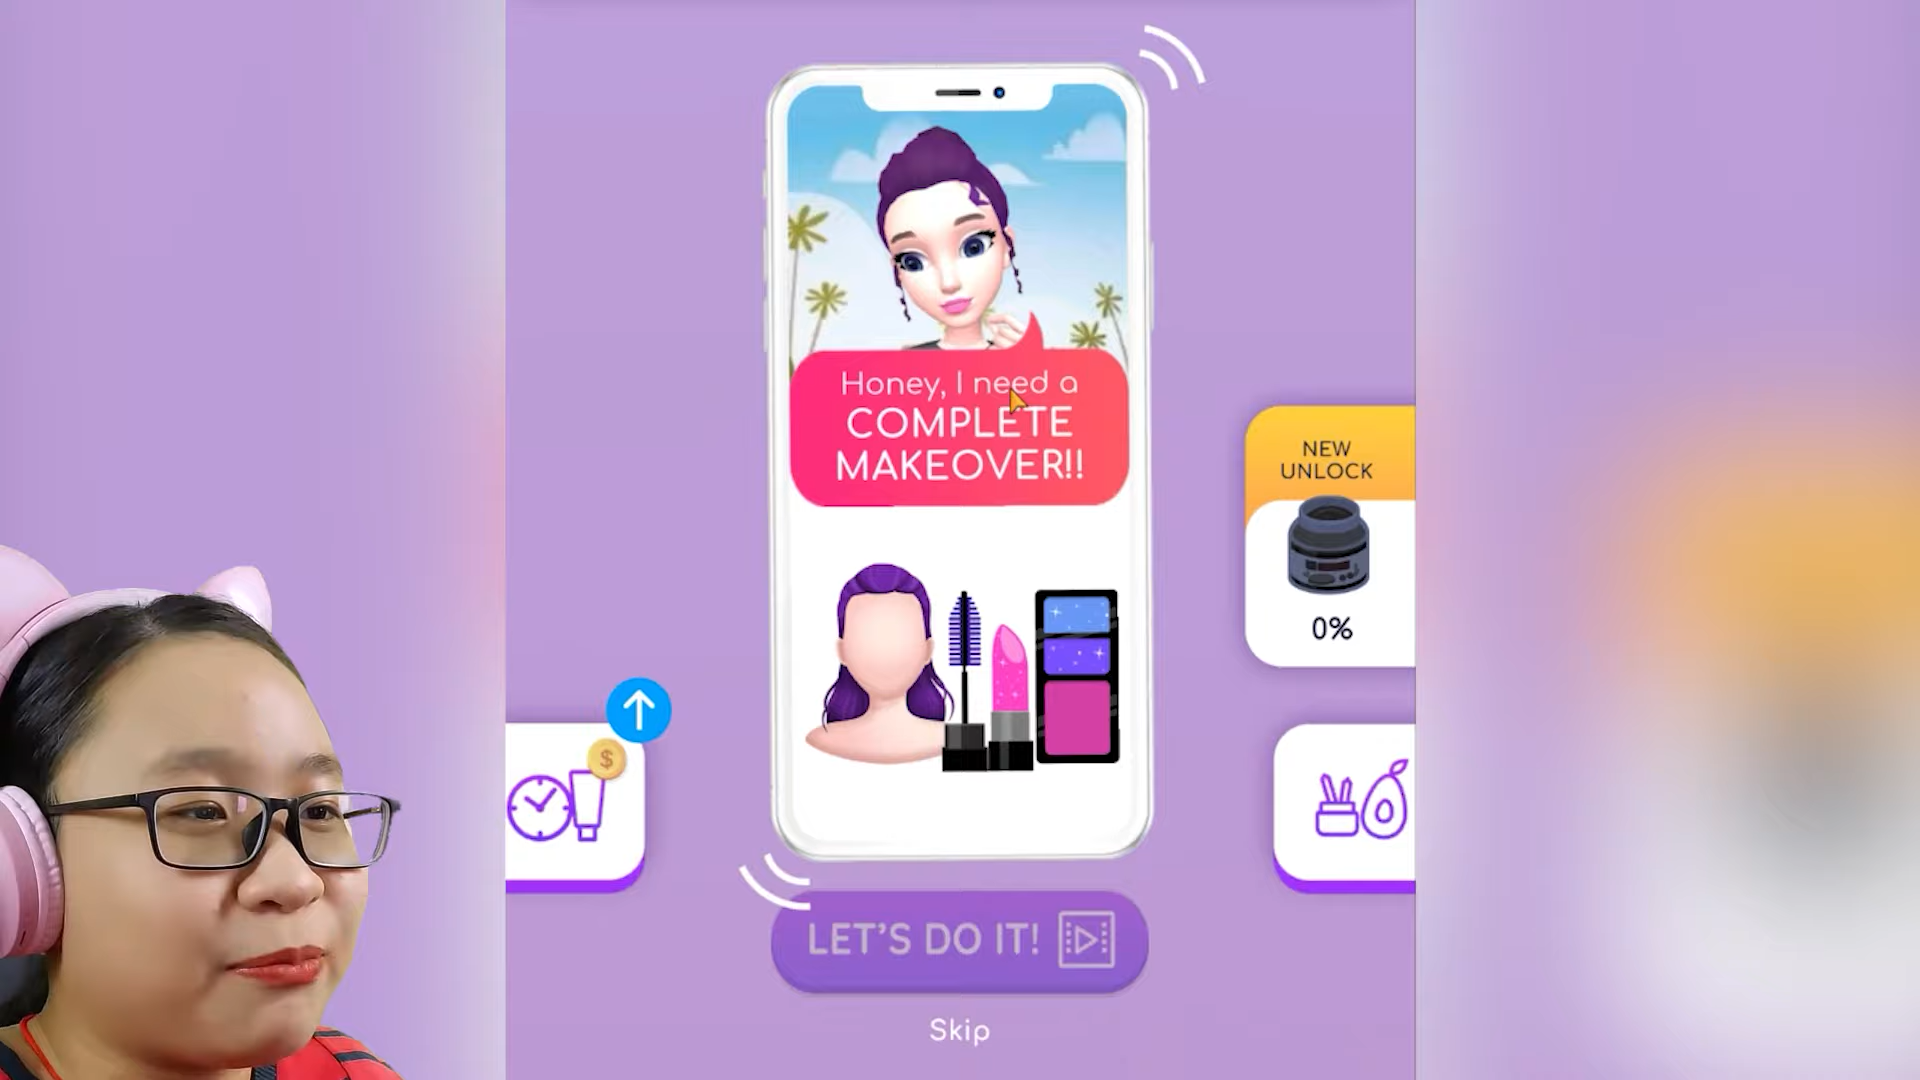 Honey, I need a
COMPLETE
MAKEOVER!!
NEW
UNLOCK
0%
$
LET'S DO IT!
Skip